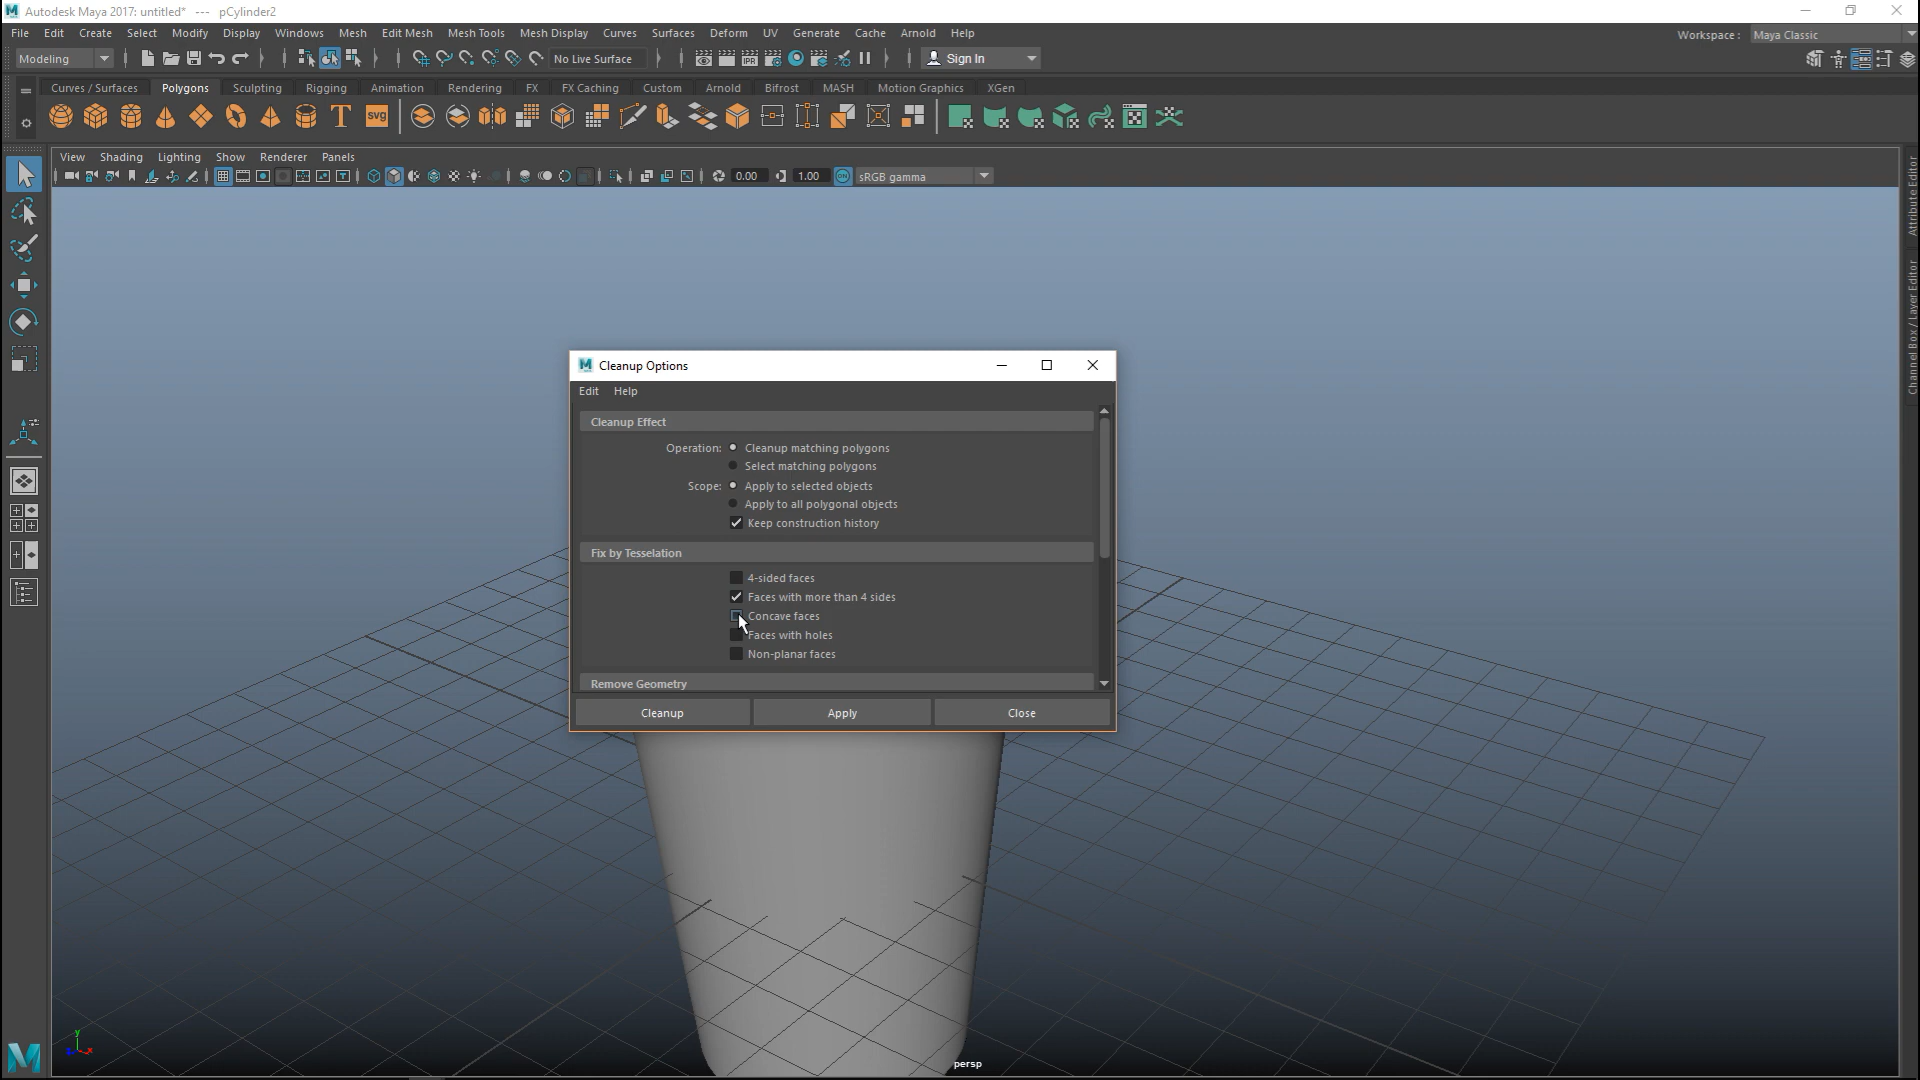 Autodesk Maya 2017: untitled* --- pCylinder2
File Edit Create Select Modify Display Windows Mesh Edit Mesh Mesh Tools Mesh Display Curves Surfaces Deform UV Generate Cache Arnold Help
Workspace : Maya Classic
Modeling No Live Surface IPR Sign In
Curves / Surfaces Polygons Sculpting Rigging Animation Rendering FX FX Caching Custom Arnold Bifrost MASH Motion Graphics XGen
T svg
View Shading Lighting Show Renderer Panels
0.00 1.00 ON sRGB gamma
Attribute Editor
Channel Box / Layer Editor
Cleanup Options
Edit Help
Cleanup Effect
Operation: Cleanup matching polygons
Select matching polygons
Scope: Apply to selected objects
Apply to all polygonal objects
Keep construction history
Fix by Tesselation
4-sided faces
Faces with more than 4 sides
Concave faces
Faces with holes
Non-planar faces
Remove Geometry
Cleanup Apply Close
y
z x
persp